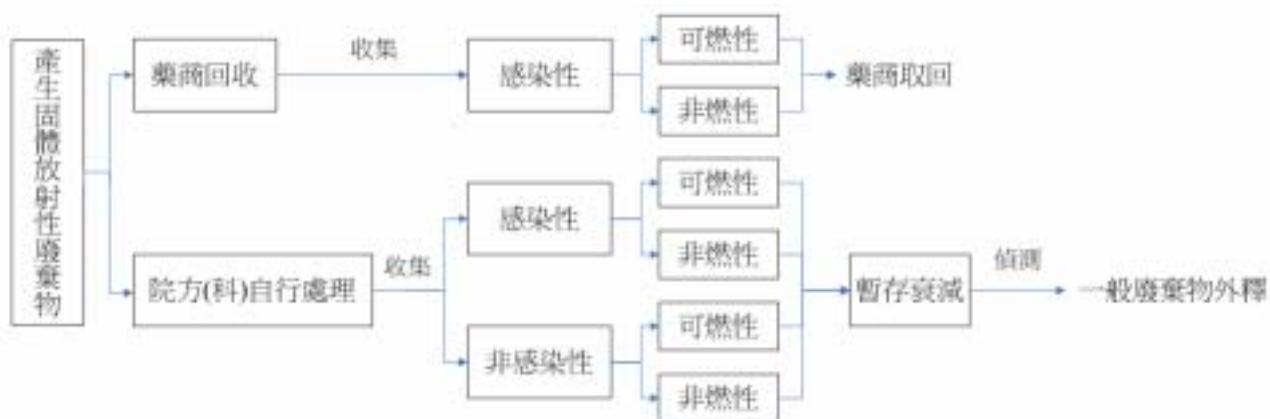 產生固體放射性廢棄物
藥商回收
收集
感染性
可燃性
非燃性
藥商取回
院方(科)自行處理
收集
感染性
可燃性
非燃性
非感染性
可燃性
非燃性
暫存衰減
偵測
一般廢棄物外釋